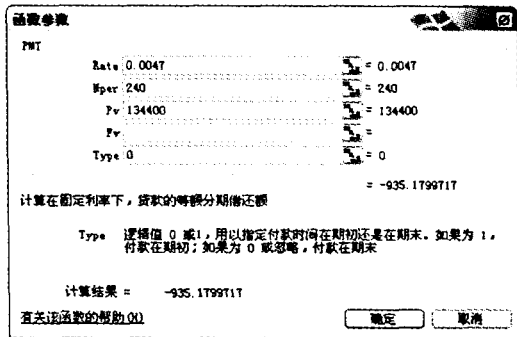 函数参数
PMT
Rate 0.0047 = 0.0047
Nper 240 = 240
Pv 134400 = 134400
Fv =
Type 0 = 0
= -935.1799717
计算在固定利率下，贷款的等额分期偿还额
Type 逻辑值 0 或1，用以指定付款时间在期初还是在期末。如果为 1，
付款在期初；如果为 0 或忽略，付款在期末
计算结果 = -935.1799717
有关该函数的帮助(H)
确定 取消